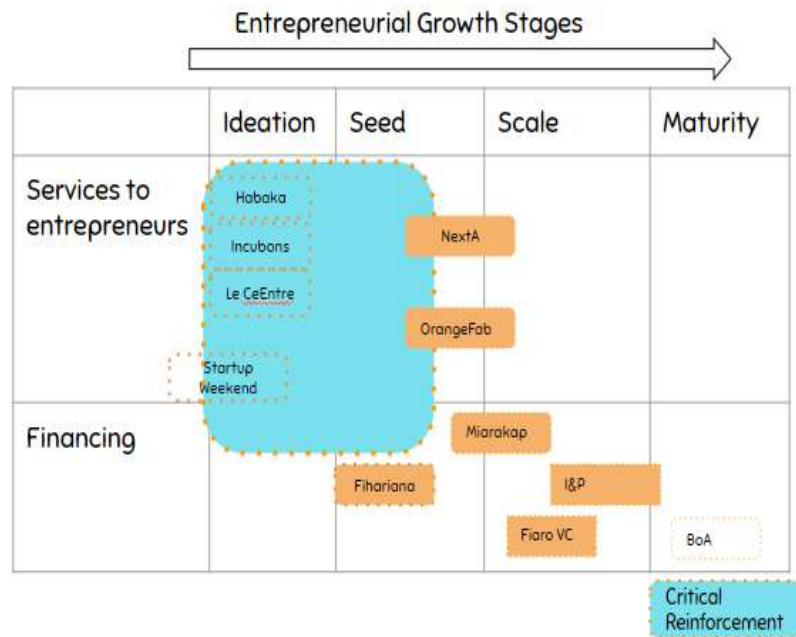 Entrepreneurial Growth Stages
Ideation
Seed
Scale
Maturity
Services to
entrepreneurs
Habaka
Incubons
Le CeEntre
Startup
Weekend
NextA
OrangeFab
Financing
Miarakap
Fihariana
I&P
Fiaro VC
BoA
Critical
Reinforcement